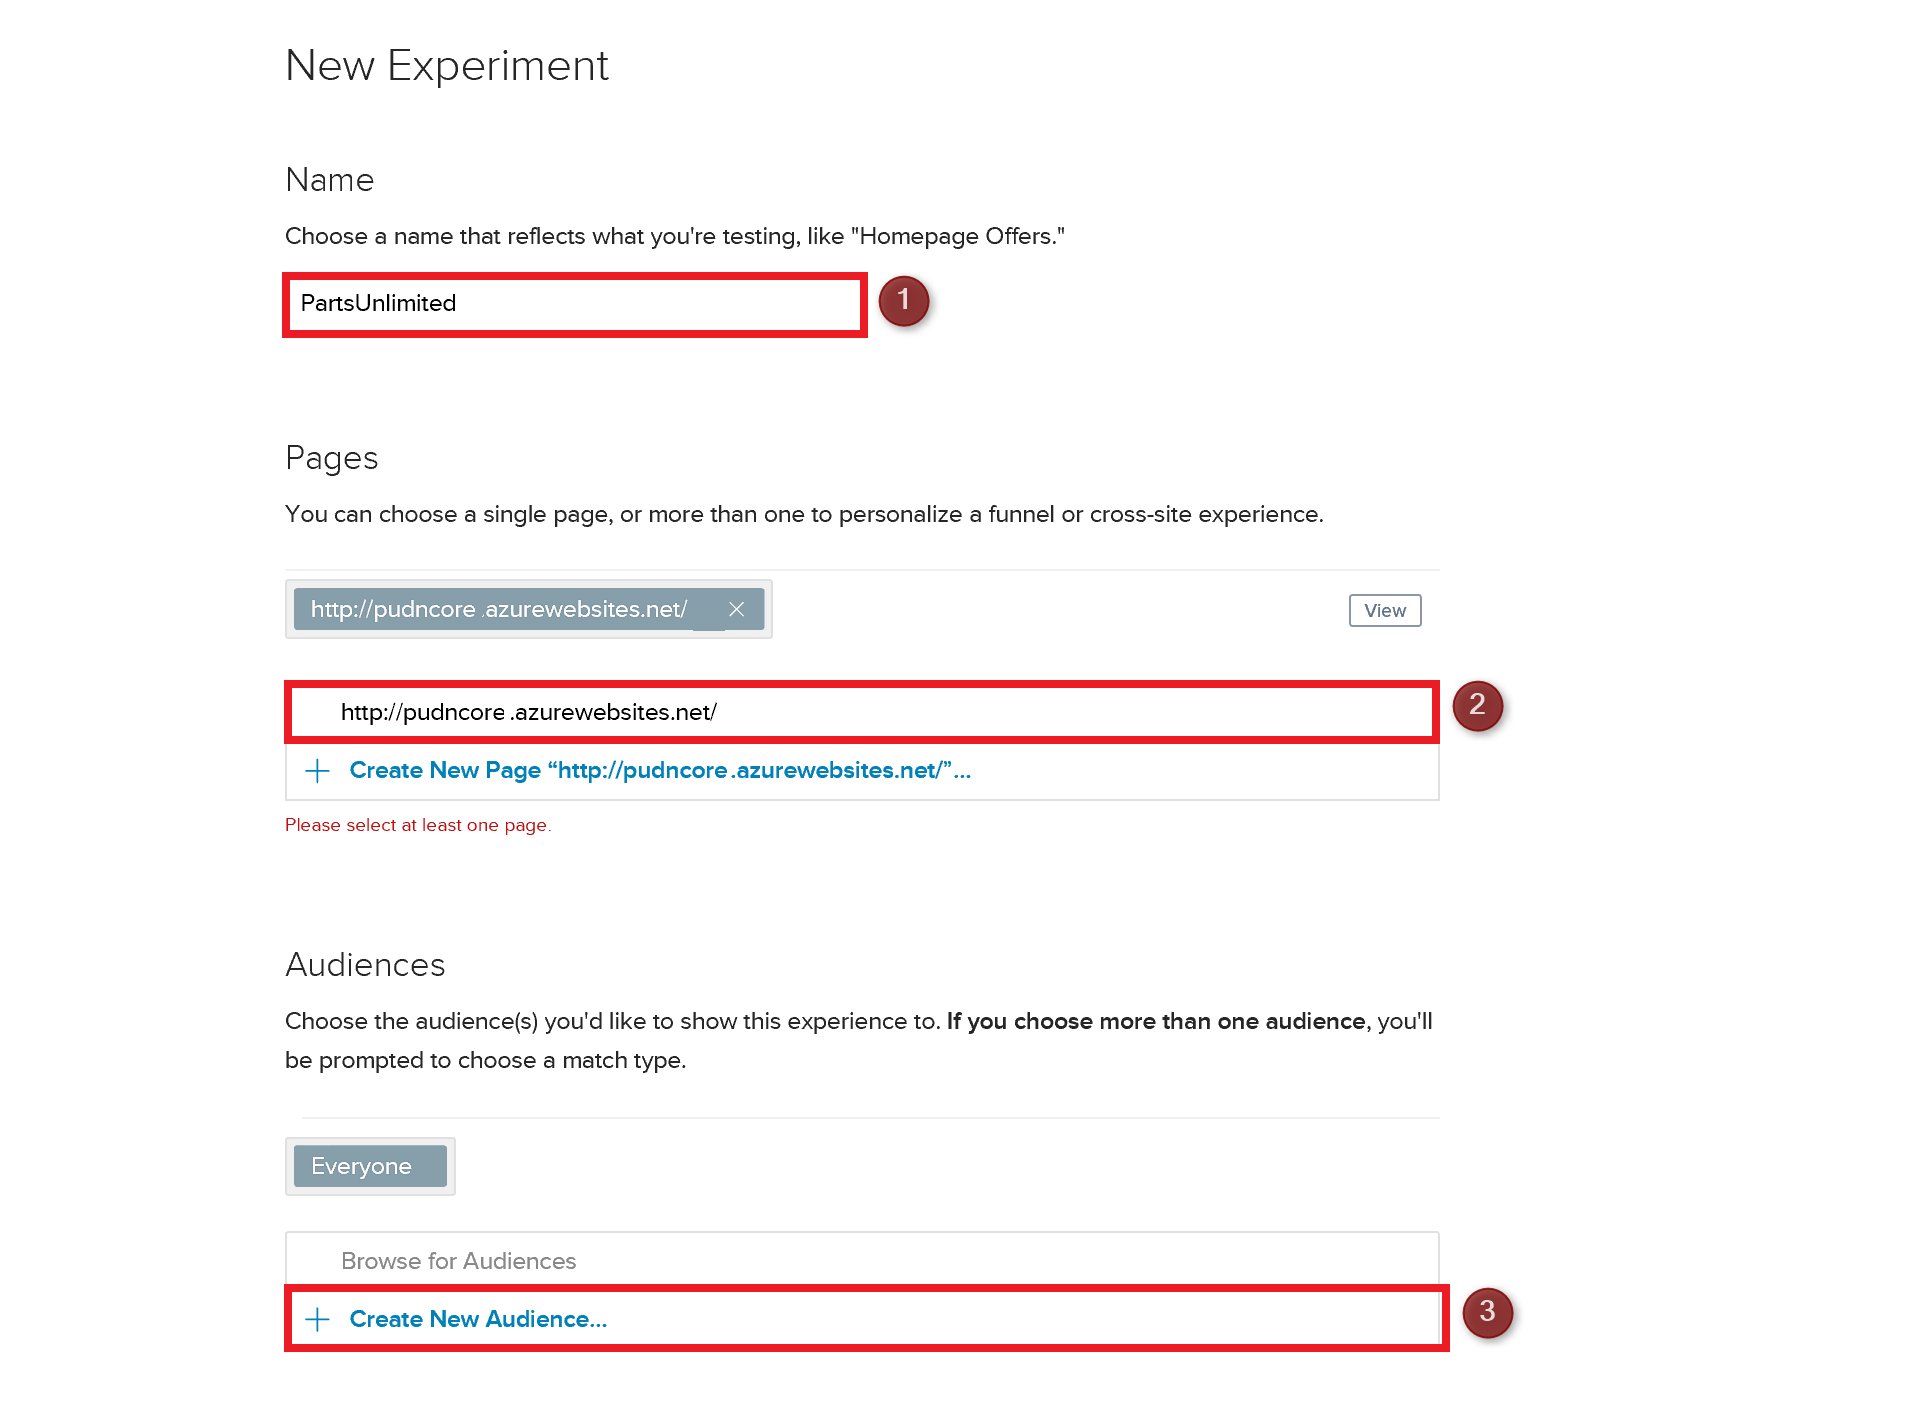 New Experiment
Name
Choose a name that reflects what you're testing, like "Homepage Offers."
PartsUnlimited
1
Pages
You can choose a single page, or more than one to personalize a funnel or cross-site experience.
http://pudncore .azurewebsites.net/
View
http://pudncore .azurewebsites.net/
2
Create New Page “http://pudncore .azurewebsites.net/”...
Please select at least one page.
Audiences
Choose the audience(s) you'd like to show this experience to. If you choose more than one audience, you'll
be prompted to choose a match type.
Everyone
Browse for Audiences
Create New Audience...
3